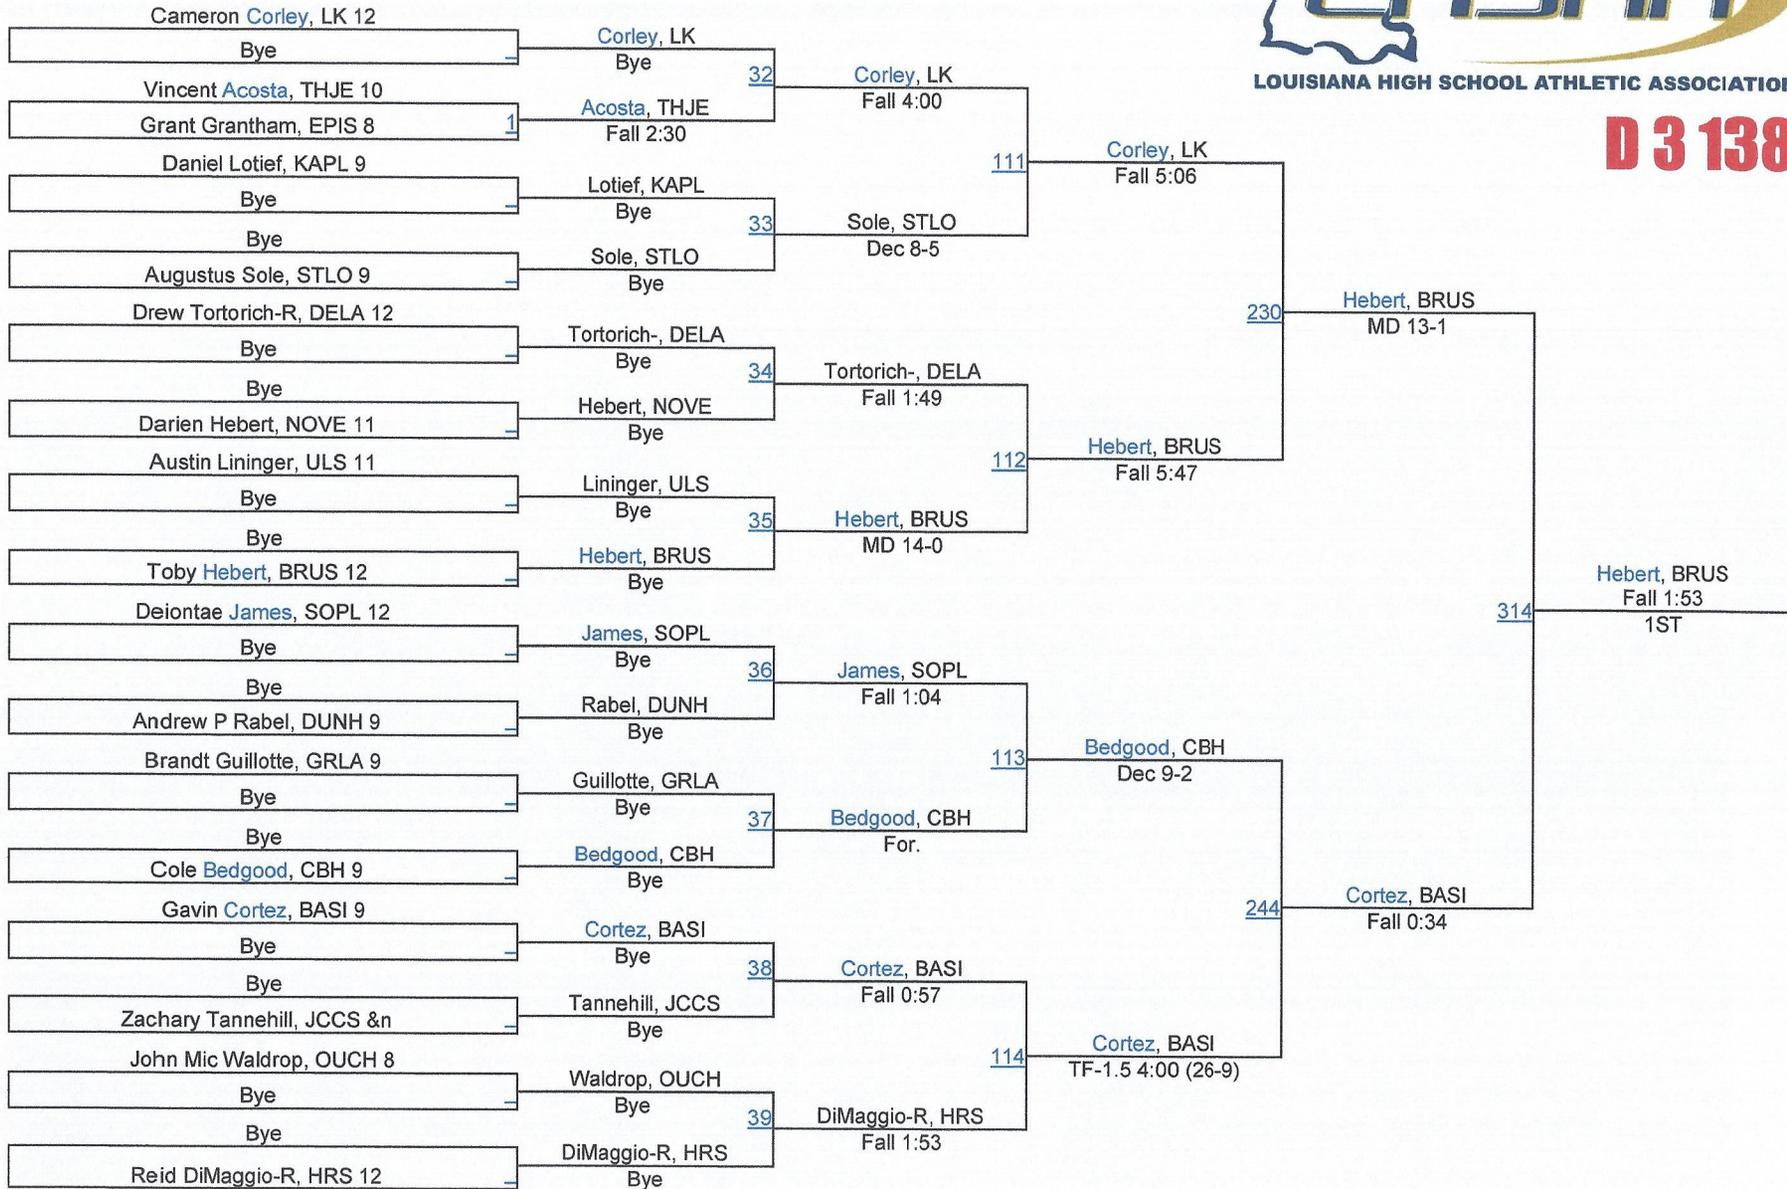 LOUISIANA HIGH SCHOOL ATHLETIC ASSOCIATION
D 3 138
Cameron Corley, LK 12
Bye
Vincent Acosta, THJE 10
Grant Grantham, EPIS 8
1
Daniel Lotief, KAPL 9
Bye
Bye
Augustus Sole, STLO 9
Drew Tortorich-R, DELA 12
Bye
Bye
Darien Hebert, NOVE 11
Austin Lininger, ULS 11
Bye
Bye
Toby Hebert, BRUS 12
Deiontae James, SOPL 12
Bye
Bye
Andrew P Rabel, DUNH 9
Brandt Guillotte, GRLA 9
Bye
Bye
Cole Bedgood, CBH 9
Gavin Cortez, BASI 9
Bye
Bye
Zachary Tannehill, JCCS &n
John Mic Waldrop, OUCH 8
Bye
Bye
Reid DiMaggio-R, HRS 12
Corley, LK
Bye
32
Acosta, THJE
Fall 2:30
Lotief, KAPL
Bye
33
Sole, STLO
Bye
Tortorich-, DELA
Bye
34
Hebert, NOVE
Bye
Lininger, ULS
Bye
35
Hebert, BRUS
Bye
James, SOPL
Bye
36
Rabel, DUNH
Bye
Guillotte, GRLA
Bye
37
Bedgood, CBH
Bye
Cortez, BASI
Bye
38
Tannehill, JCCS
Bye
Waldrop, OUCH
Bye
39
DiMaggio-R, HRS
Bye
Corley, LK
Fall 4:00
111
Sole, STLO
Dec 8-5
Tortorich-, DELA
Fall 1:49
112
Hebert, BRUS
MD 14-0
James, SOPL
Fall 1:04
113
Bedgood, CBH
For.
Cortez, BASI
Fall 0:57
114
DiMaggio-R, HRS
Fall 1:53
Corley, LK
Fall 5:06
230
Hebert, BRUS
Fall 5:47
Bedgood, CBH
Dec 9-2
244
Cortez, BASI
TF-1.5 4:00 (26-9)
Hebert, BRUS
MD 13-1
314
Cortez, BASI
Fall 0:34
Hebert, BRUS
Fall 1:53
1ST